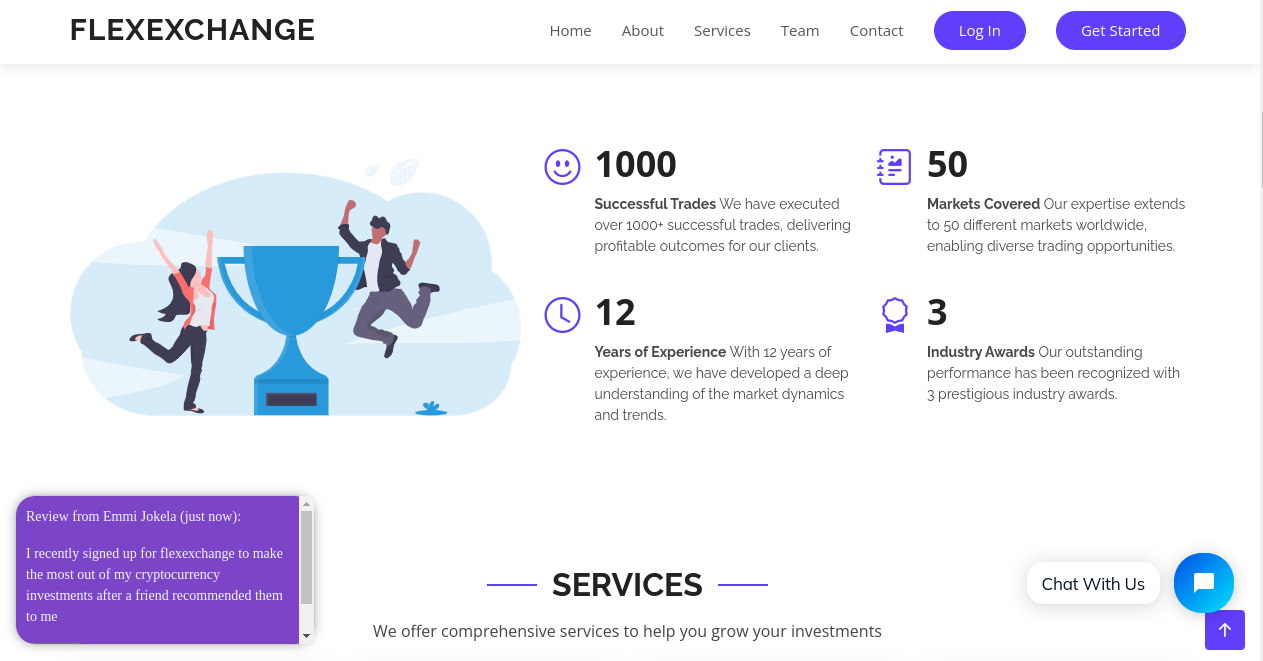 FLEXEXCHANGE
Home About Services Team Contact Log In Get Started
1000
Successful Trades We have executed
over 1000+ successful trades, delivering
profitable outcomes for our clients.
50
Markets Covered Our expertise extends
to 50 different markets worldwide,
enabling diverse trading opportunities.
12
Years of Experience With 12 years of
experience, we have developed a deep
understanding of the market dynamics
and trends.
3
Industry Awards Our outstanding
performance has been recognized with
3 prestigious industry awards.
Review from Emmi Jokela (just now):
I recently signed up for flexexchange to make
the most out of my cryptocurrency
investments after a friend recommended them
to me
SERVICES
We offer comprehensive services to help you grow your investments
Chat With Us